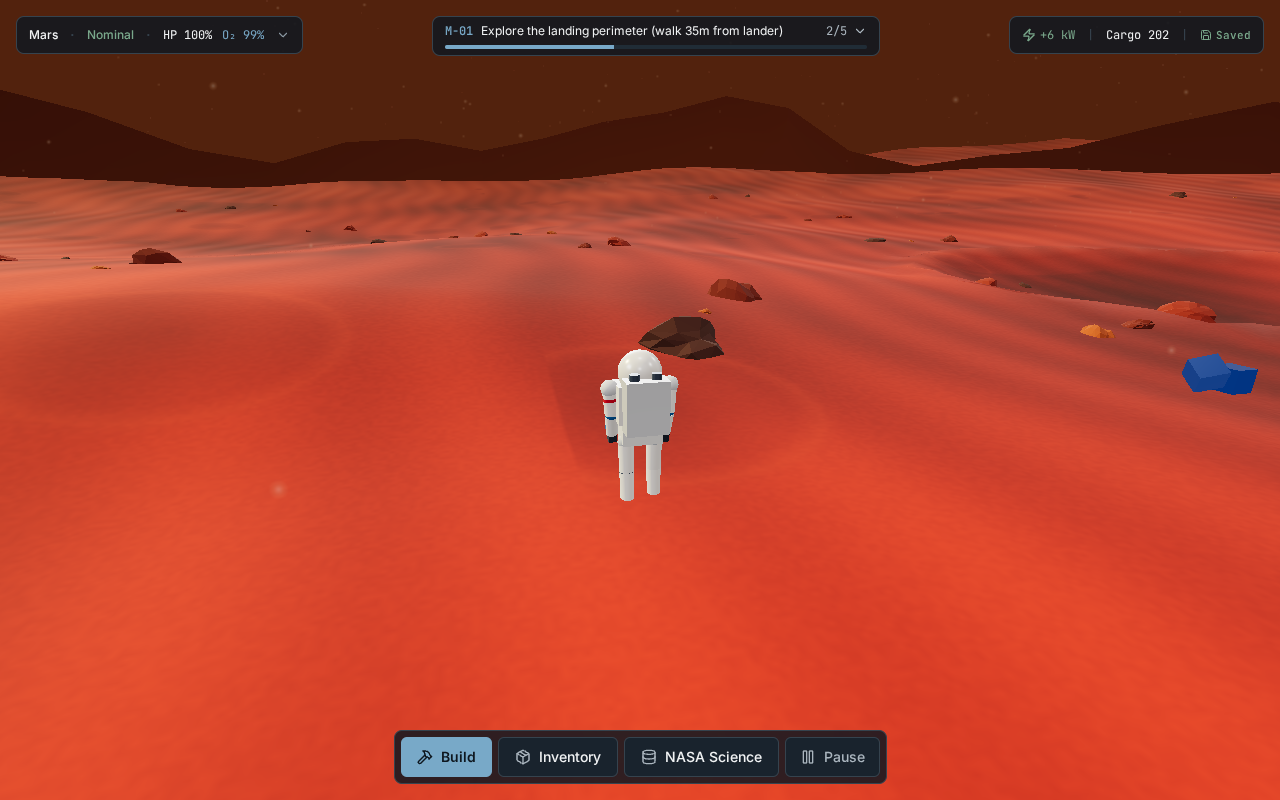 Mars · Nominal · HP 100% O₂ 99%
M-01 Explore the landing perimeter (walk 35m from lander) 2/5
+6 kW | Cargo 202 | Saved
Build
Inventory
NASA Science
Pause